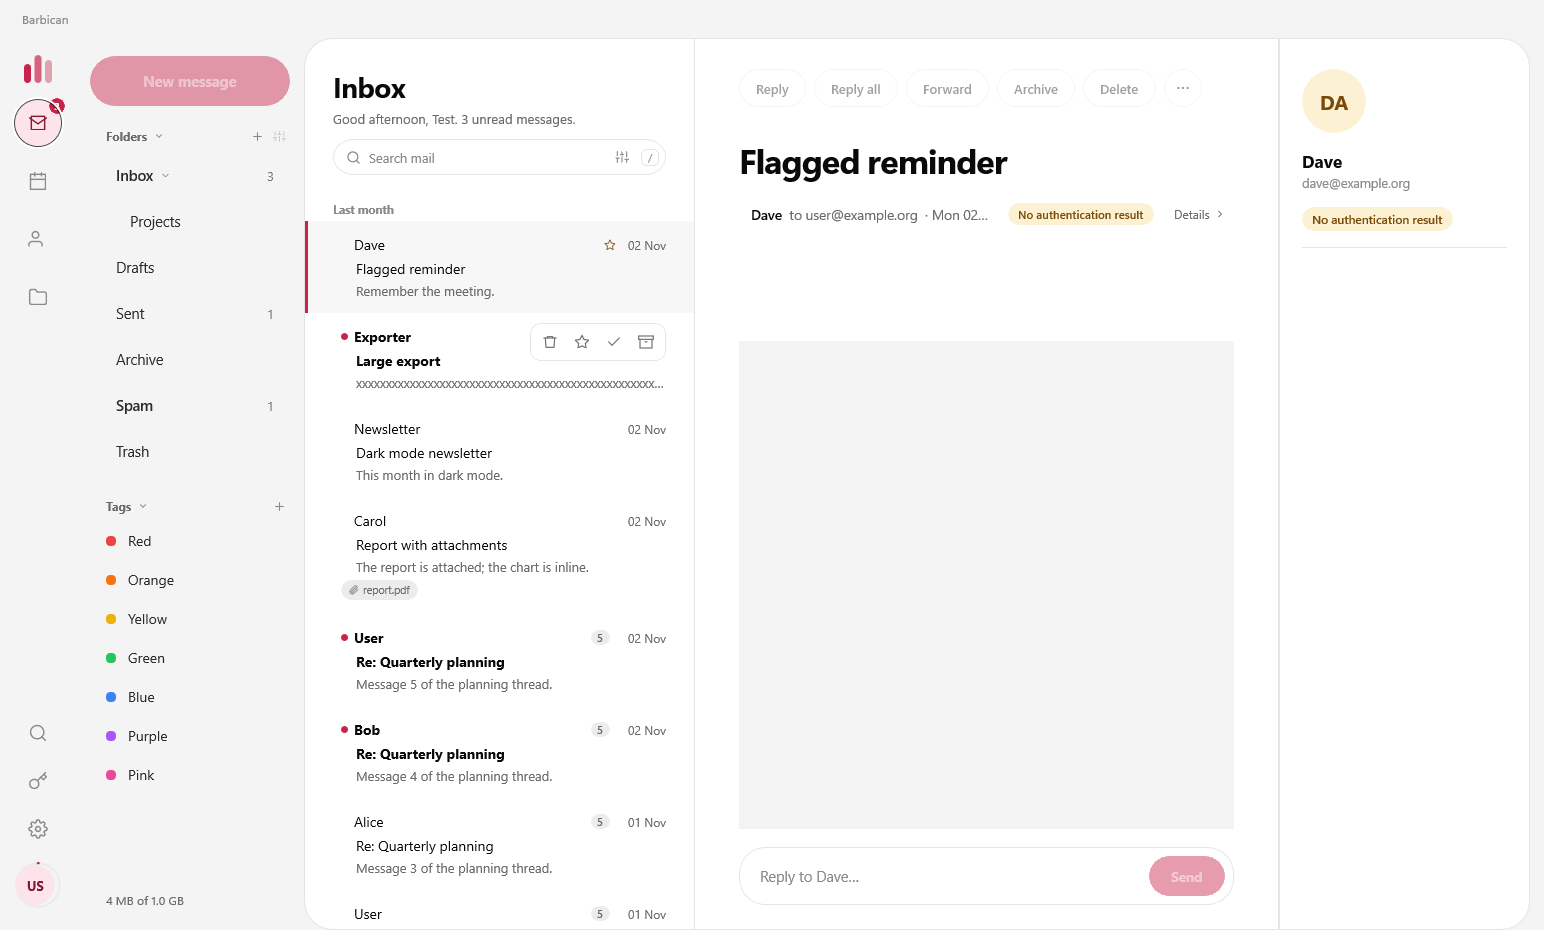 Barbican
New message
Folders
Inbox 3
Projects
Drafts
Sent 1
Archive
Spam 1
Trash
Tags
Red
Orange
Yellow
Green
Blue
Purple
Pink
US
4 MB of 1.0 GB
Inbox
Good afternoon, Test. 3 unread messages.
Search mail /
Last month
Dave 02 Nov
Flagged reminder
Remember the meeting.
Exporter
Large export
xxxxxxxxxxxxxxxxxxxxxxxxxxxxxxxxxxxxxxxxxxxxxxxxxx...
Newsletter 02 Nov
Dark mode newsletter
This month in dark mode.
Carol 02 Nov
Report with attachments
The report is attached; the chart is inline.
report.pdf
User 5 02 Nov
Re: Quarterly planning
Message 5 of the planning thread.
Bob 5 02 Nov
Re: Quarterly planning
Message 4 of the planning thread.
Alice 5 01 Nov
Re: Quarterly planning
Message 3 of the planning thread.
User 5 01 Nov
Reply Reply all Forward Archive Delete ···
Flagged reminder
Dave to user@example.org · Mon 02... No authentication result Details
Reply to Dave... Send
DA
Dave
dave@example.org
No authentication result